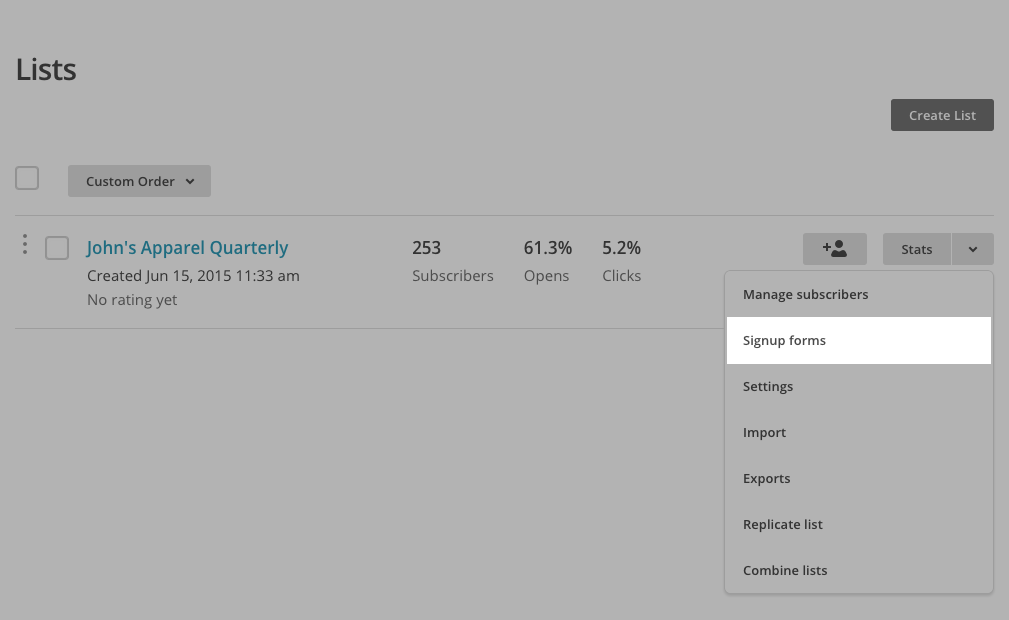 Lists
Create List
Custom Order
John's Apparel Quarterly
253
61.3%
5.2%
Stats
Created Jun 15, 2015 11:33 am
Subscribers
Opens
Clicks
No rating yet
Manage subscribers
Signup forms
Settings
Import
Exports
Replicate list
Combine lists